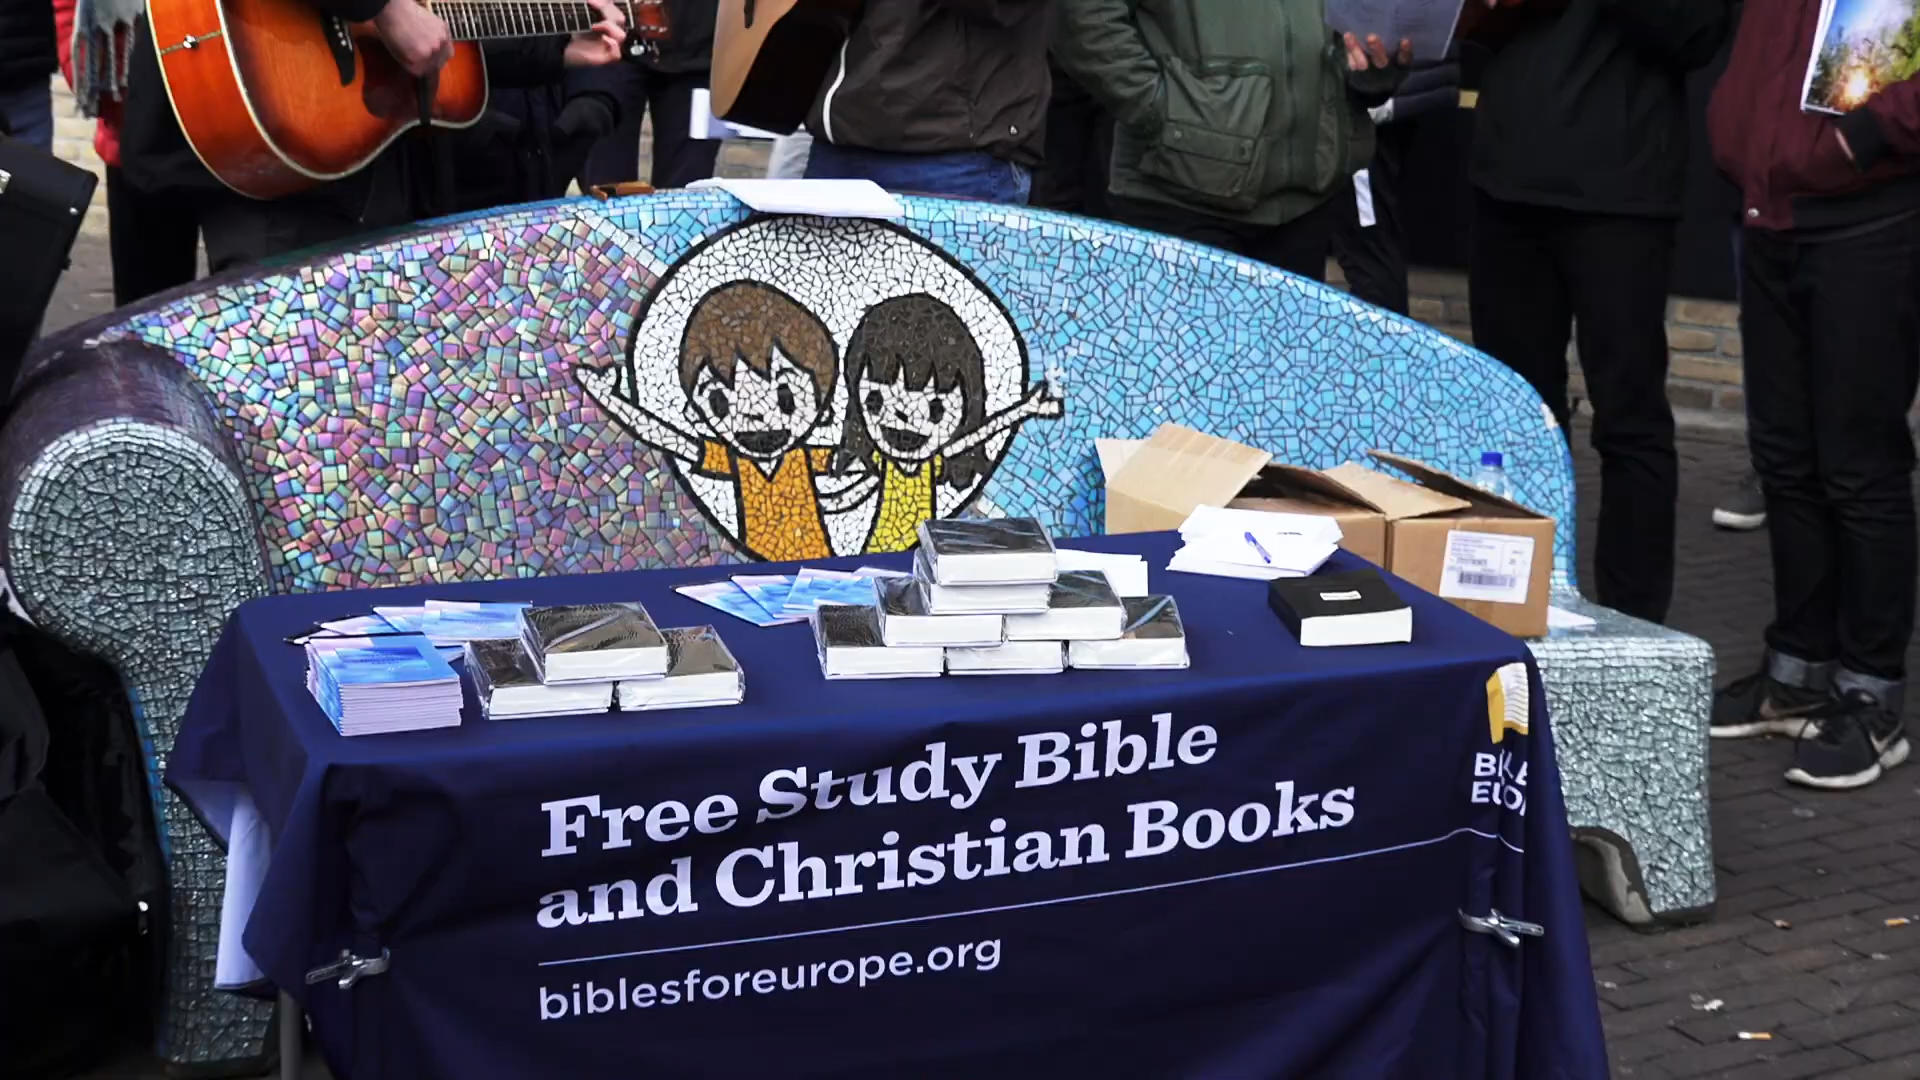 Free Study Bible
and Christian Books
biblesforeurope.org